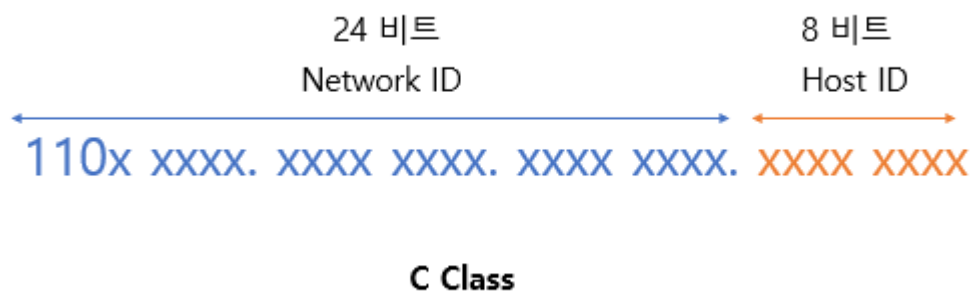 24 비트 8 비트
Network ID Host ID
110x xxxx. xxxx xxxx. xxxx xxxx. xxxx xxxx
C Class